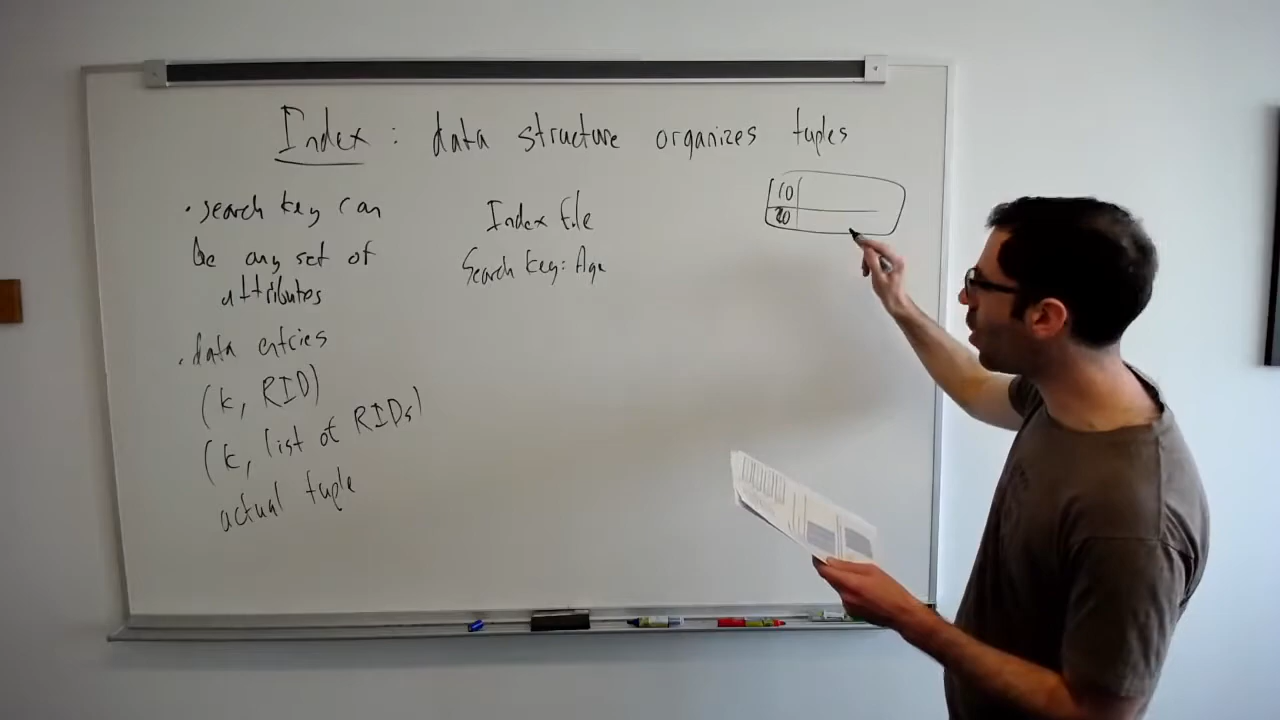 Index : data structure organizes tuples
• search key can
be any set of
attributes
• data entries
(k, RID)
(k, list of RIDs)
actual tuple
Index File
Search key: Age
10
20